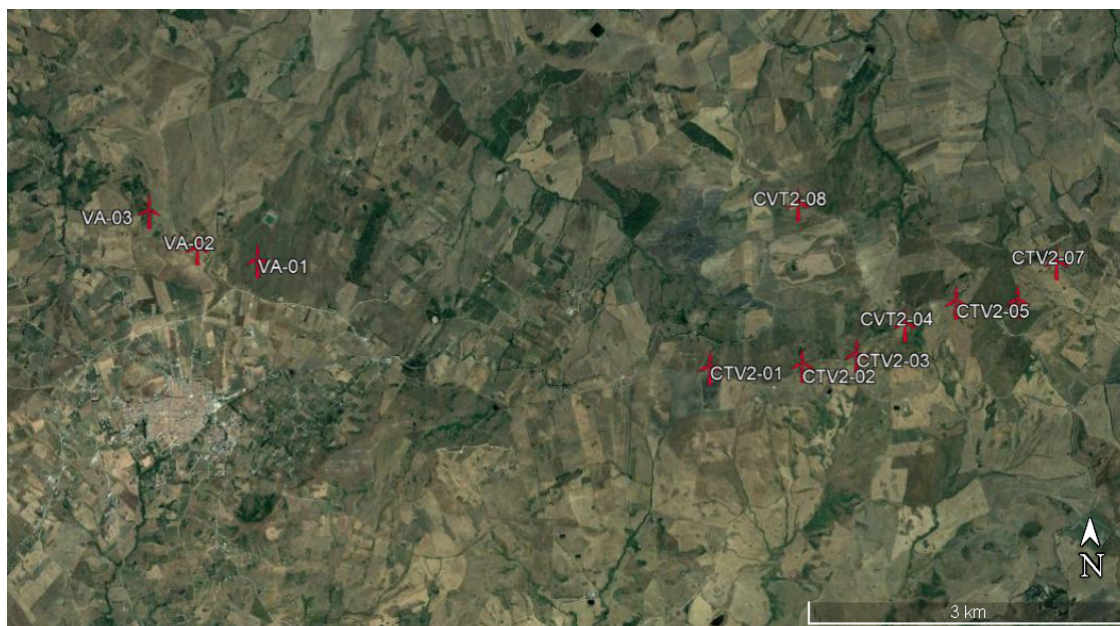 CVT2-08
VA-03
VA-02
VA-01
CTV2-07
CTV2-05
CVT2-04
CTV2-03
CTV2-01
CTV2-02
N
3 km